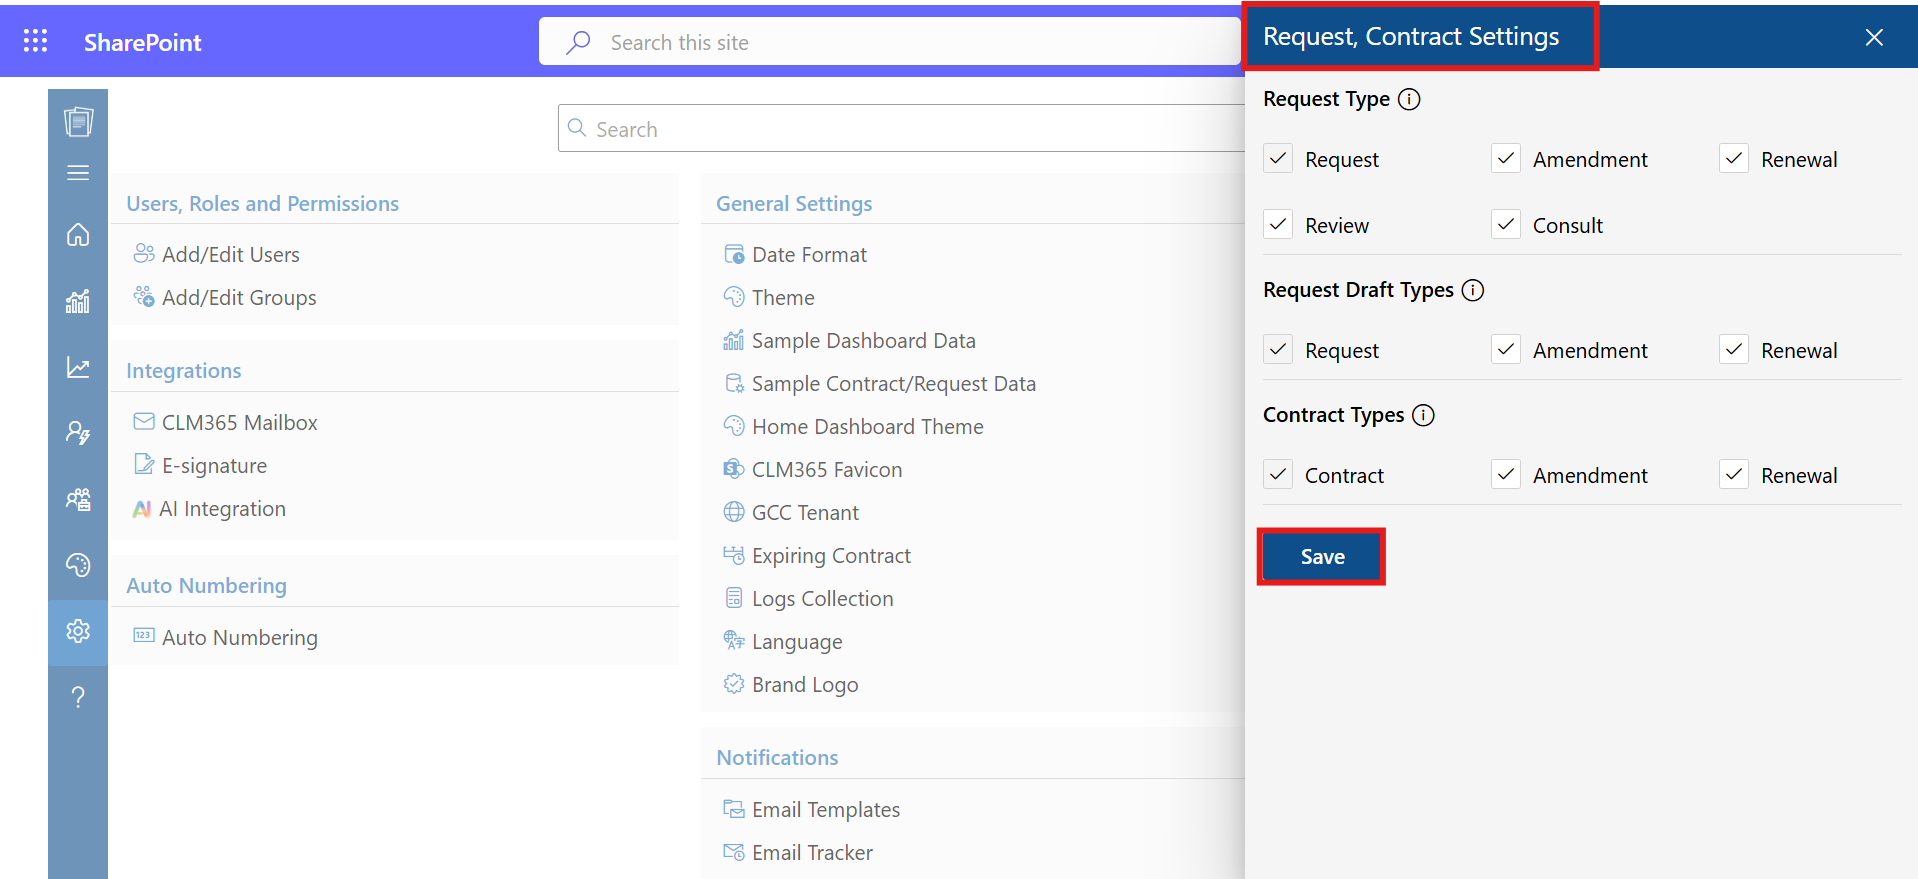 SharePoint
Search this site
Request, Contract Settings
Search
Users, Roles and Permissions
Add/Edit Users
Add/Edit Groups
Integrations
CLM365 Mailbox
E-signature
AI AI Integration
Auto Numbering
123 Auto Numbering
General Settings
Date Format
Theme
Sample Dashboard Data
Sample Contract/Request Data
Home Dashboard Theme
S CLM365 Favicon
GCC Tenant
Expiring Contract
Logs Collection
Language
Brand Logo
Notifications
Email Templates
Email Tracker
Request Type
Request Amendment Renewal
Review Consult
Request Draft Types
Request Amendment Renewal
Contract Types
Contract Amendment Renewal
Save